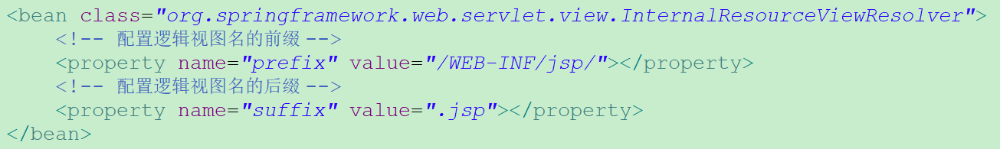 <bean class="org.springframework.web.servlet.view.InternalResourceViewResolver">
    <!-- 配置逻辑视图名的前缀 -->
    <property name="prefix" value="/WEB-INF/jsp/"></property>
    <!-- 配置逻辑视图名的后缀 -->
    <property name="suffix" value=".jsp"></property>
</bean>